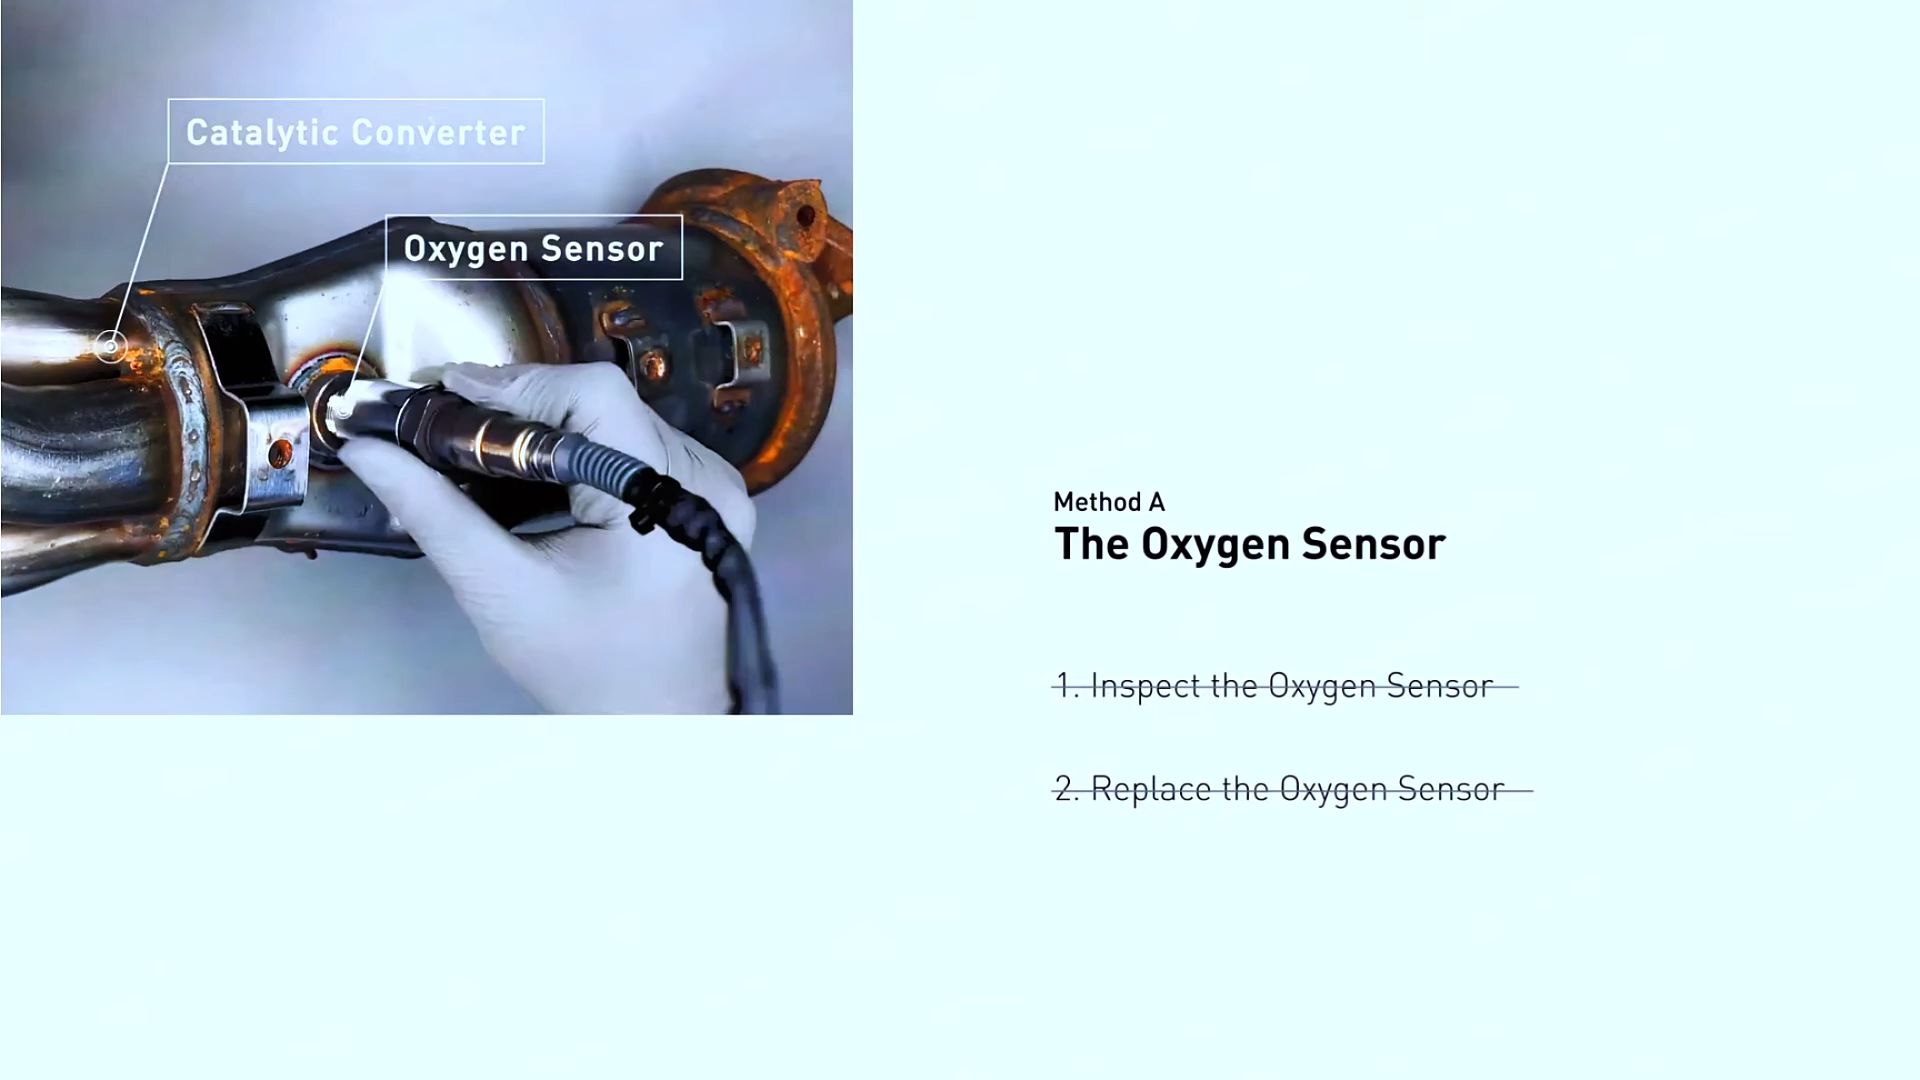 Catalytic Converter
Oxygen Sensor
Method A
The Oxygen Sensor
1. Inspect the Oxygen Sensor
2. Replace the Oxygen Sensor